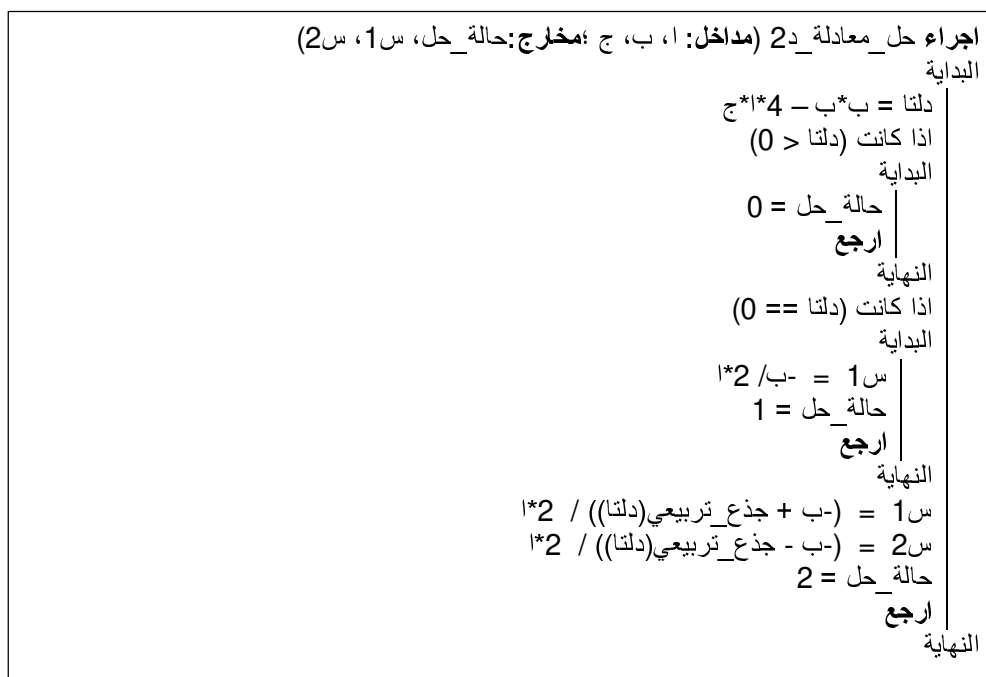 اجراء حل_معادلة_د2 (مداخل: ا، ب، ج ؛مخارج:حالة_حل، س1، س2)
البداية
دلتا = ب*ب – 4*ا*ج
اذا كانت (دلتا < 0)
البداية
حالة_حل = 0
ارجع
النهاية
اذا كانت (دلتا == 0)
البداية
س1 = -ب/ 2*ا
حالة_حل = 1
ارجع
النهاية
س1 = (-ب + جذع_تربيعي(دلتا)) / 2*ا
س2 = (-ب - جذع_تربيعي(دلتا)) / 2*ا
حالة_حل = 2
ارجع
النهاية